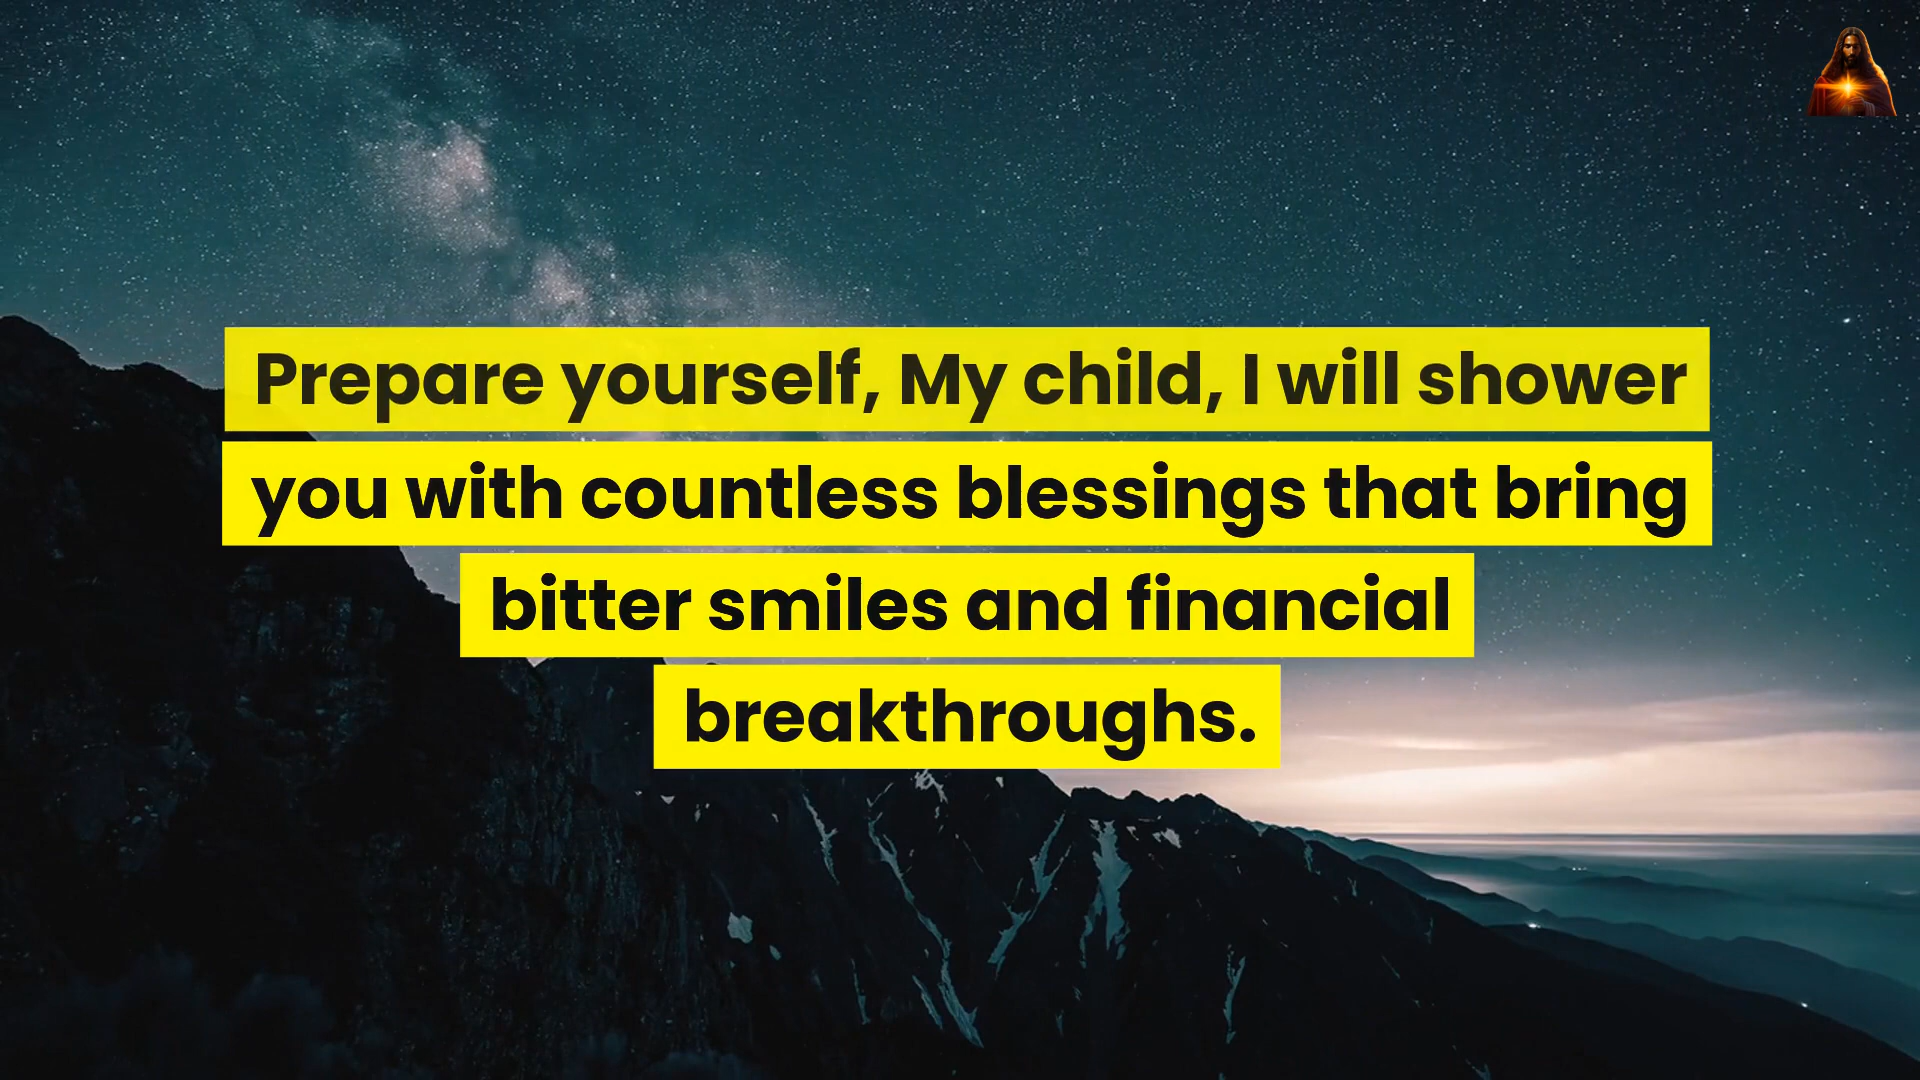 Prepare yourself, My child, I will shower
you with countless blessings that bring
bitter smiles and financial
breakthroughs.